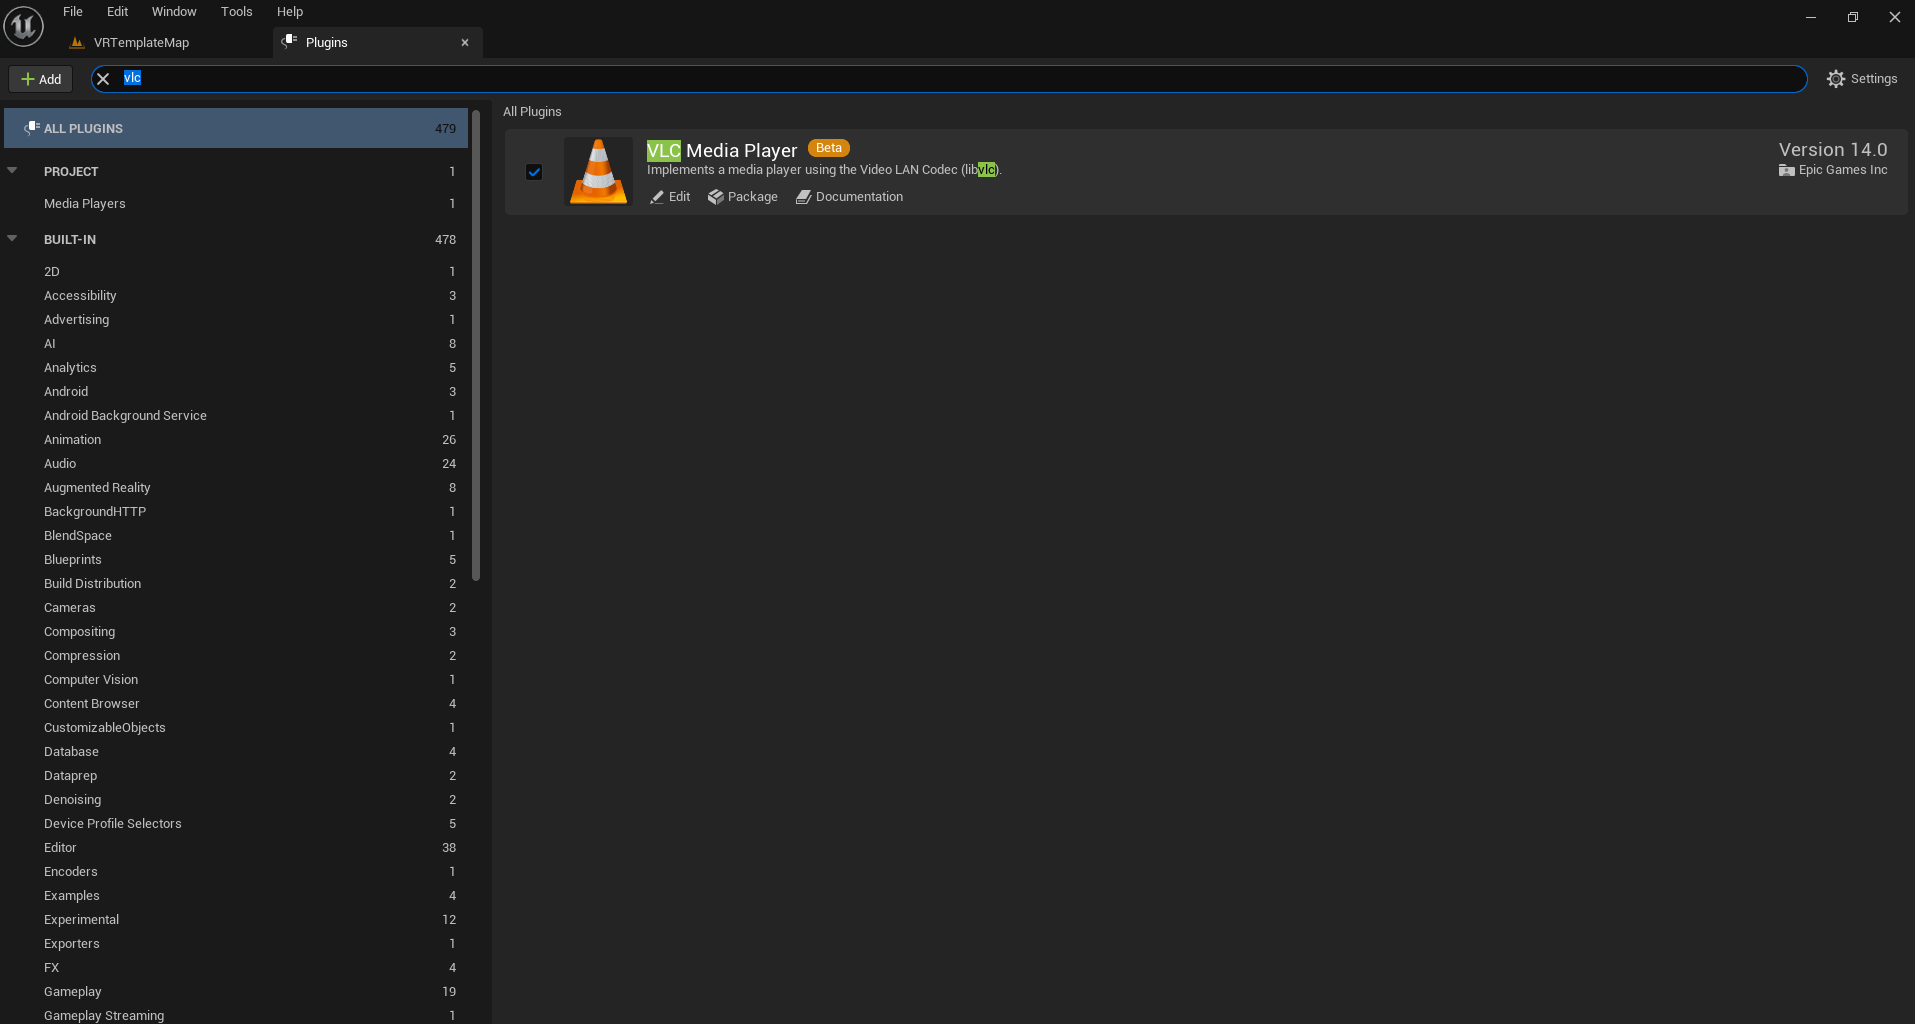 File Edit Window Tools Help
VRTemplateMap Plugins
Add vlc Settings
ALL PLUGINS 479
PROJECT 1
Media Players 1
BUILT-IN 478
2D 1
Accessibility 3
Advertising 1
AI 8
Analytics 5
Android 3
Android Background Service 1
Animation 26
Audio 24
Augmented Reality 8
BackgroundHTTP 1
BlendSpace 1
Blueprints 5
Build Distribution 2
Cameras 2
Compositing 3
Compression 2
Computer Vision 1
Content Browser 4
CustomizableObjects 1
Database 4
Dataprep 2
Denoising 2
Device Profile Selectors 5
Editor 38
Encoders 1
Examples 4
Experimental 12
Exporters 1
FX 4
Gameplay 19
Gameplay Streaming 1
All Plugins
VLC Media Player Beta
Implements a media player using the Video LAN Codec (libvlc).
Edit Package Documentation
Version 14.0
Epic Games Inc